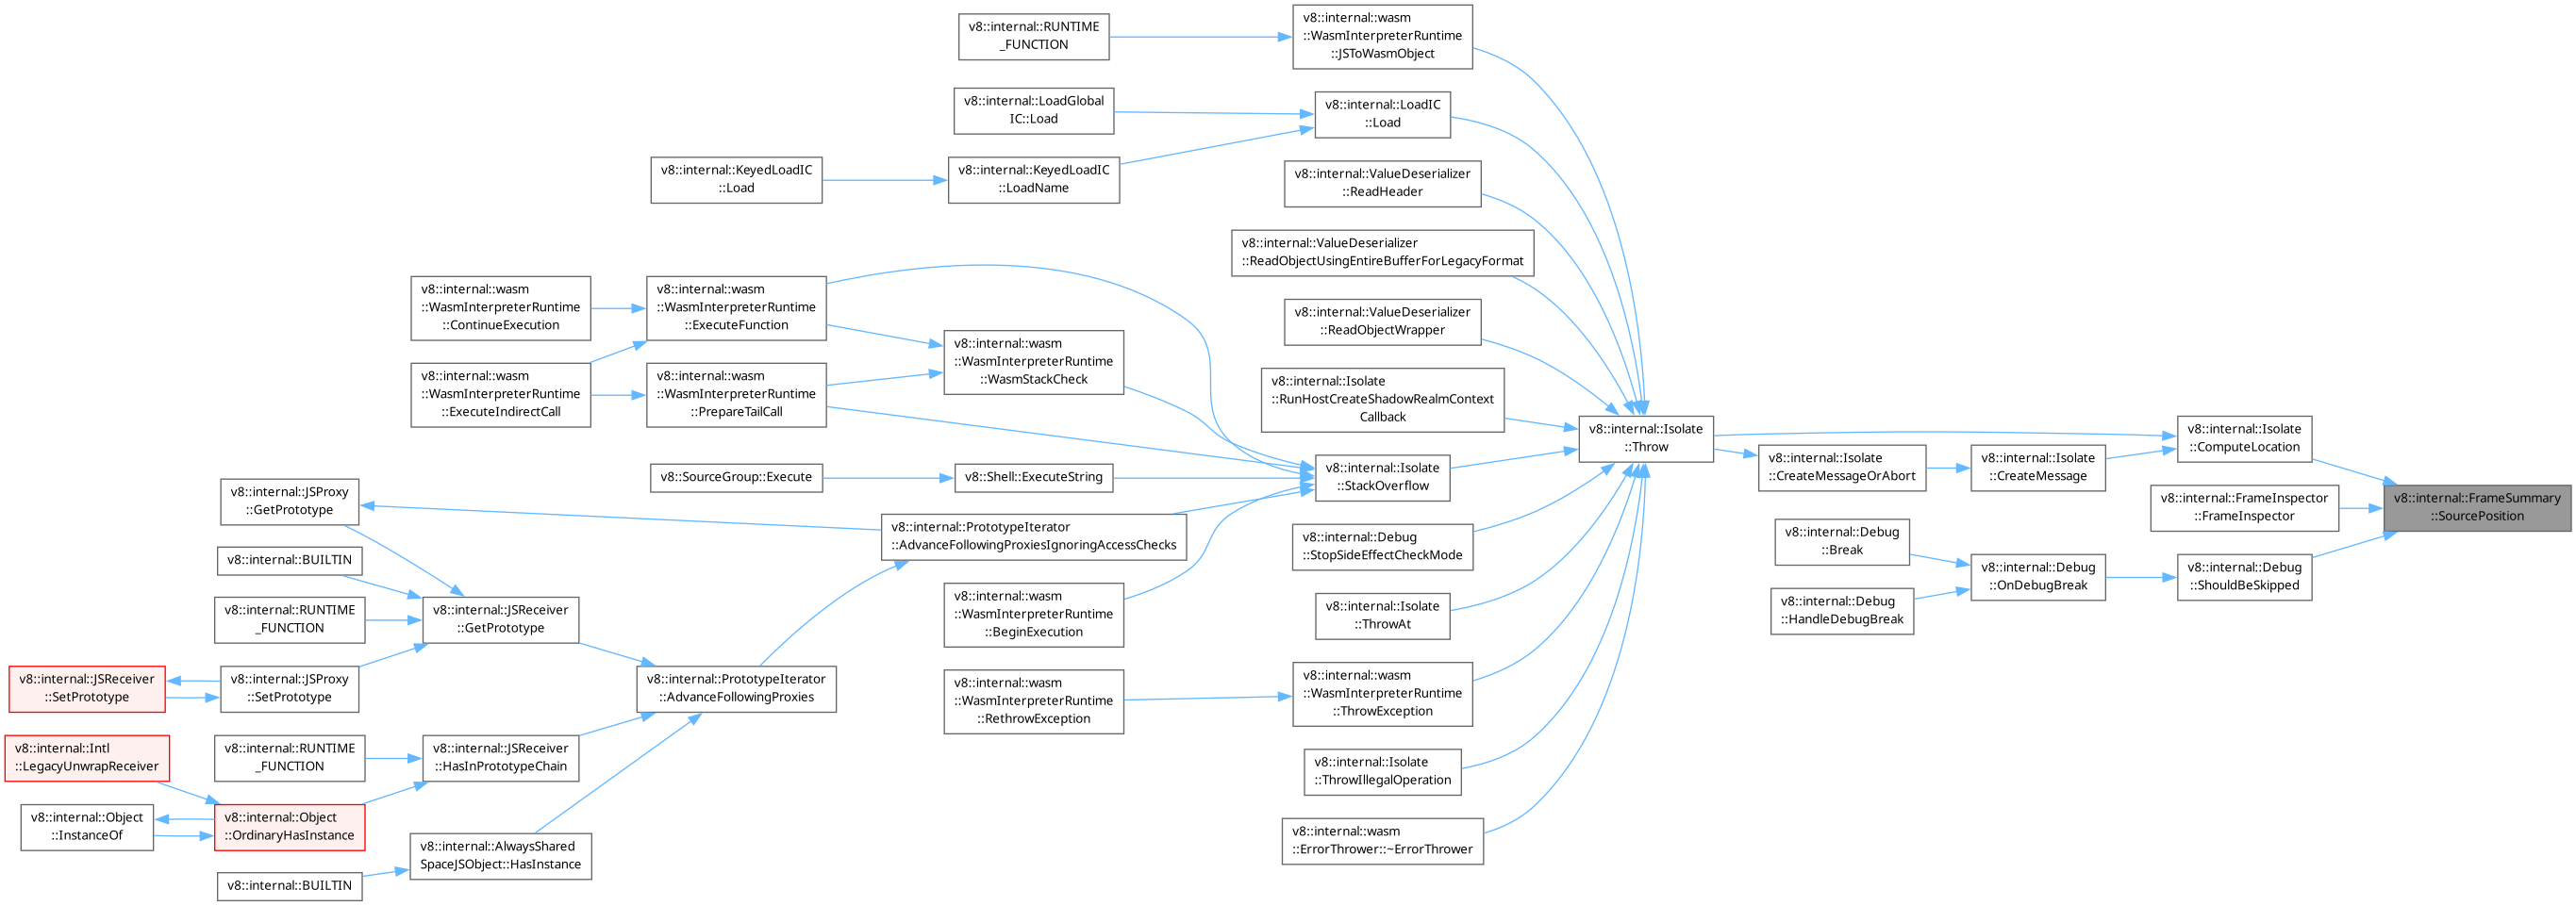 v8::internal::RUNTIME
_FUNCTION
v8::internal::wasm
::WasmInterpreterRuntime
::JSToWasmObject
v8::internal::LoadGlobal
IC::Load
v8::internal::LoadIC
::Load
v8::internal::KeyedLoadIC
::Load
v8::internal::KeyedLoadIC
::LoadName
v8::internal::ValueDeserializer
::ReadHeader
v8::internal::ValueDeserializer
::ReadObjectUsingEntireBufferForLegacyFormat
v8::internal::wasm
::WasmInterpreterRuntime
::ContinueExecution
v8::internal::wasm
::WasmInterpreterRuntime
::ExecuteFunction
v8::internal::ValueDeserializer
::ReadObjectWrapper
v8::internal::wasm
::WasmInterpreterRuntime
::WasmStackCheck
v8::internal::wasm
::WasmInterpreterRuntime
::ExecuteIndirectCall
v8::internal::wasm
::WasmInterpreterRuntime
::PrepareTailCall
v8::internal::Isolate
::RunHostCreateShadowRealmContext
Callback
v8::internal::Isolate
::Throw
v8::internal::Isolate
::ComputeLocation
v8::internal::Isolate
::CreateMessageOrAbort
v8::internal::Isolate
::CreateMessage
v8::SourceGroup::Execute
v8::Shell::ExecuteString
v8::internal::Isolate
::StackOverflow
v8::internal::JSProxy
::GetPrototype
v8::internal::FrameInspector
::FrameInspector
v8::internal::FrameSummary
::SourcePosition
v8::internal::PrototypeIterator
::AdvanceFollowingProxiesIgnoringAccessChecks
v8::internal::Debug
::StopSideEffectCheckMode
v8::internal::Debug
::Break
v8::internal::BUILTIN
v8::internal::Debug
::OnDebugBreak
v8::internal::Debug
::ShouldBeSkipped
v8::internal::Debug
::HandleDebugBreak
v8::internal::RUNTIME
_FUNCTION
v8::internal::JSReceiver
::GetPrototype
v8::internal::wasm
::WasmInterpreterRuntime
::BeginExecution
v8::internal::Isolate
::ThrowAt
v8::internal::JSReceiver
::SetPrototype
v8::internal::JSProxy
::SetPrototype
v8::internal::PrototypeIterator
::AdvanceFollowingProxies
v8::internal::wasm
::WasmInterpreterRuntime
::RethrowException
v8::internal::wasm
::WasmInterpreterRuntime
::ThrowException
v8::internal::Intl
::LegacyUnwrapReceiver
v8::internal::RUNTIME
_FUNCTION
v8::internal::JSReceiver
::HasInPrototypeChain
v8::internal::Isolate
::ThrowIllegalOperation
v8::internal::Object
::InstanceOf
v8::internal::Object
::OrdinaryHasInstance
v8::internal::wasm
::ErrorThrower::~ErrorThrower
v8::internal::AlwaysShared
SpaceJSObject::HasInstance
v8::internal::BUILTIN